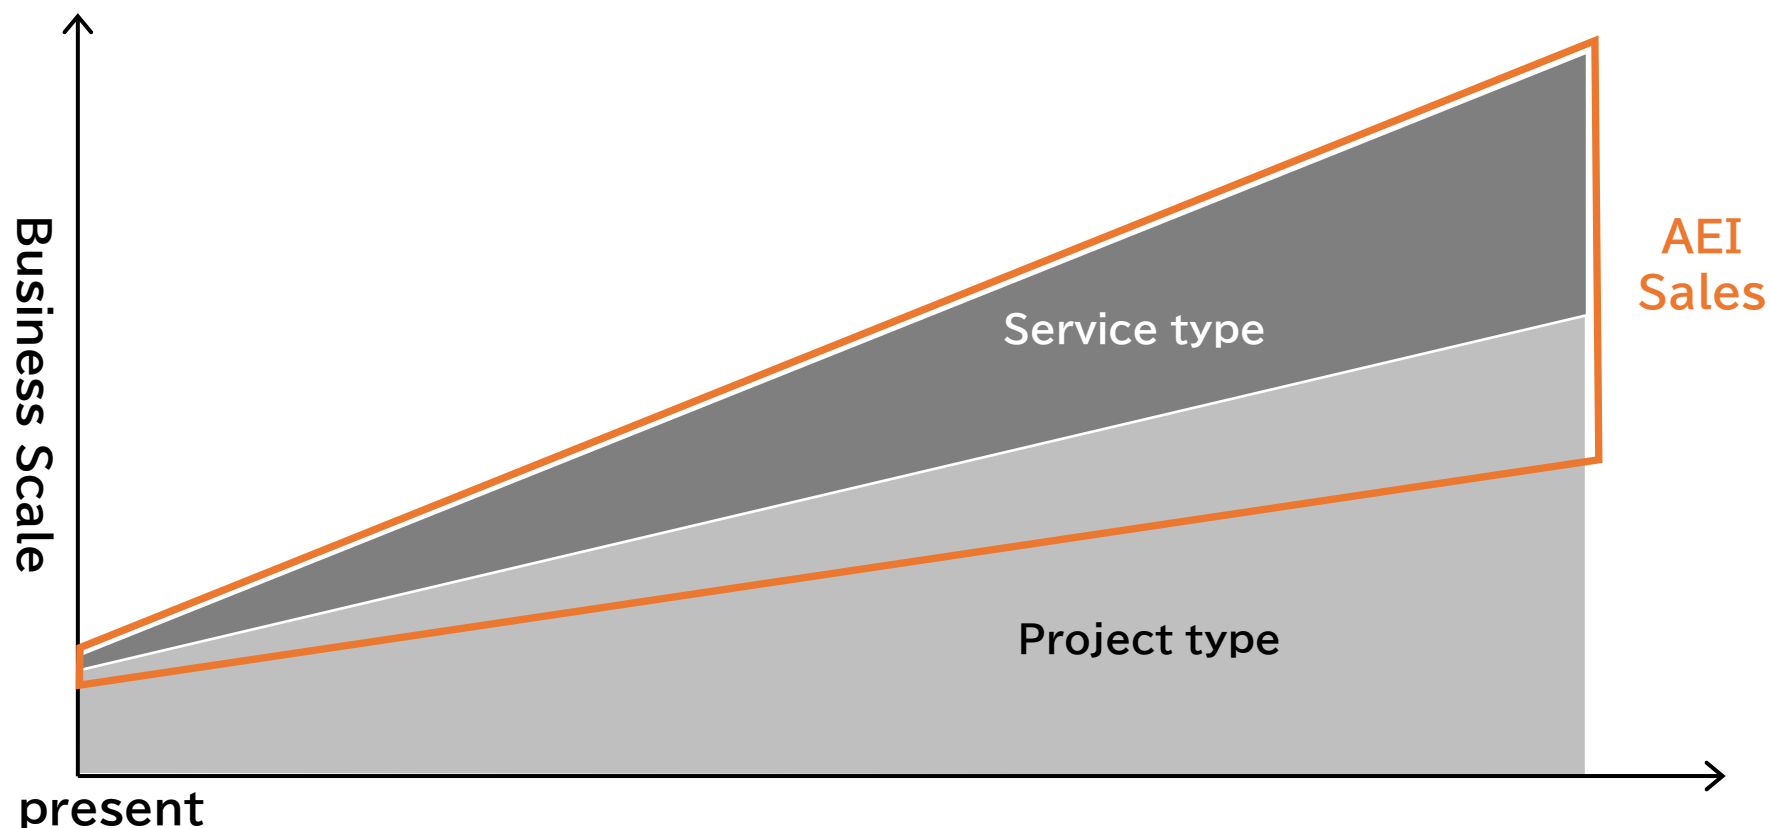 Business Scale
AEI
Sales
Service type
Project type
present